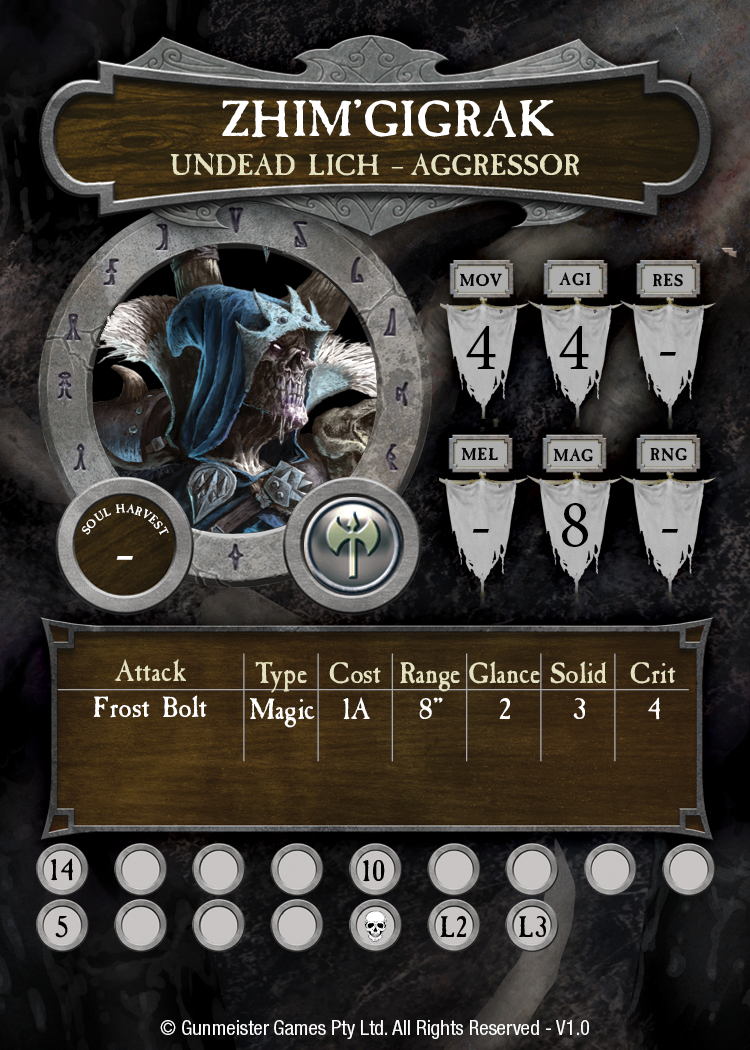 ZHIM'GIGRAK
UNDEAD LICH – AGGRESSOR
MOV AGI RES
4 4 -
MEL MAG RNG
- 8 -
SOUL HARVEST
-
Attack Type Cost Range Glance Solid Crit
Frost Bolt Magic 1A 8” 2 3 4
14 10
5 L2 L3
© Gunmeister Games Pty Ltd. All Rights Reserved - V1.0